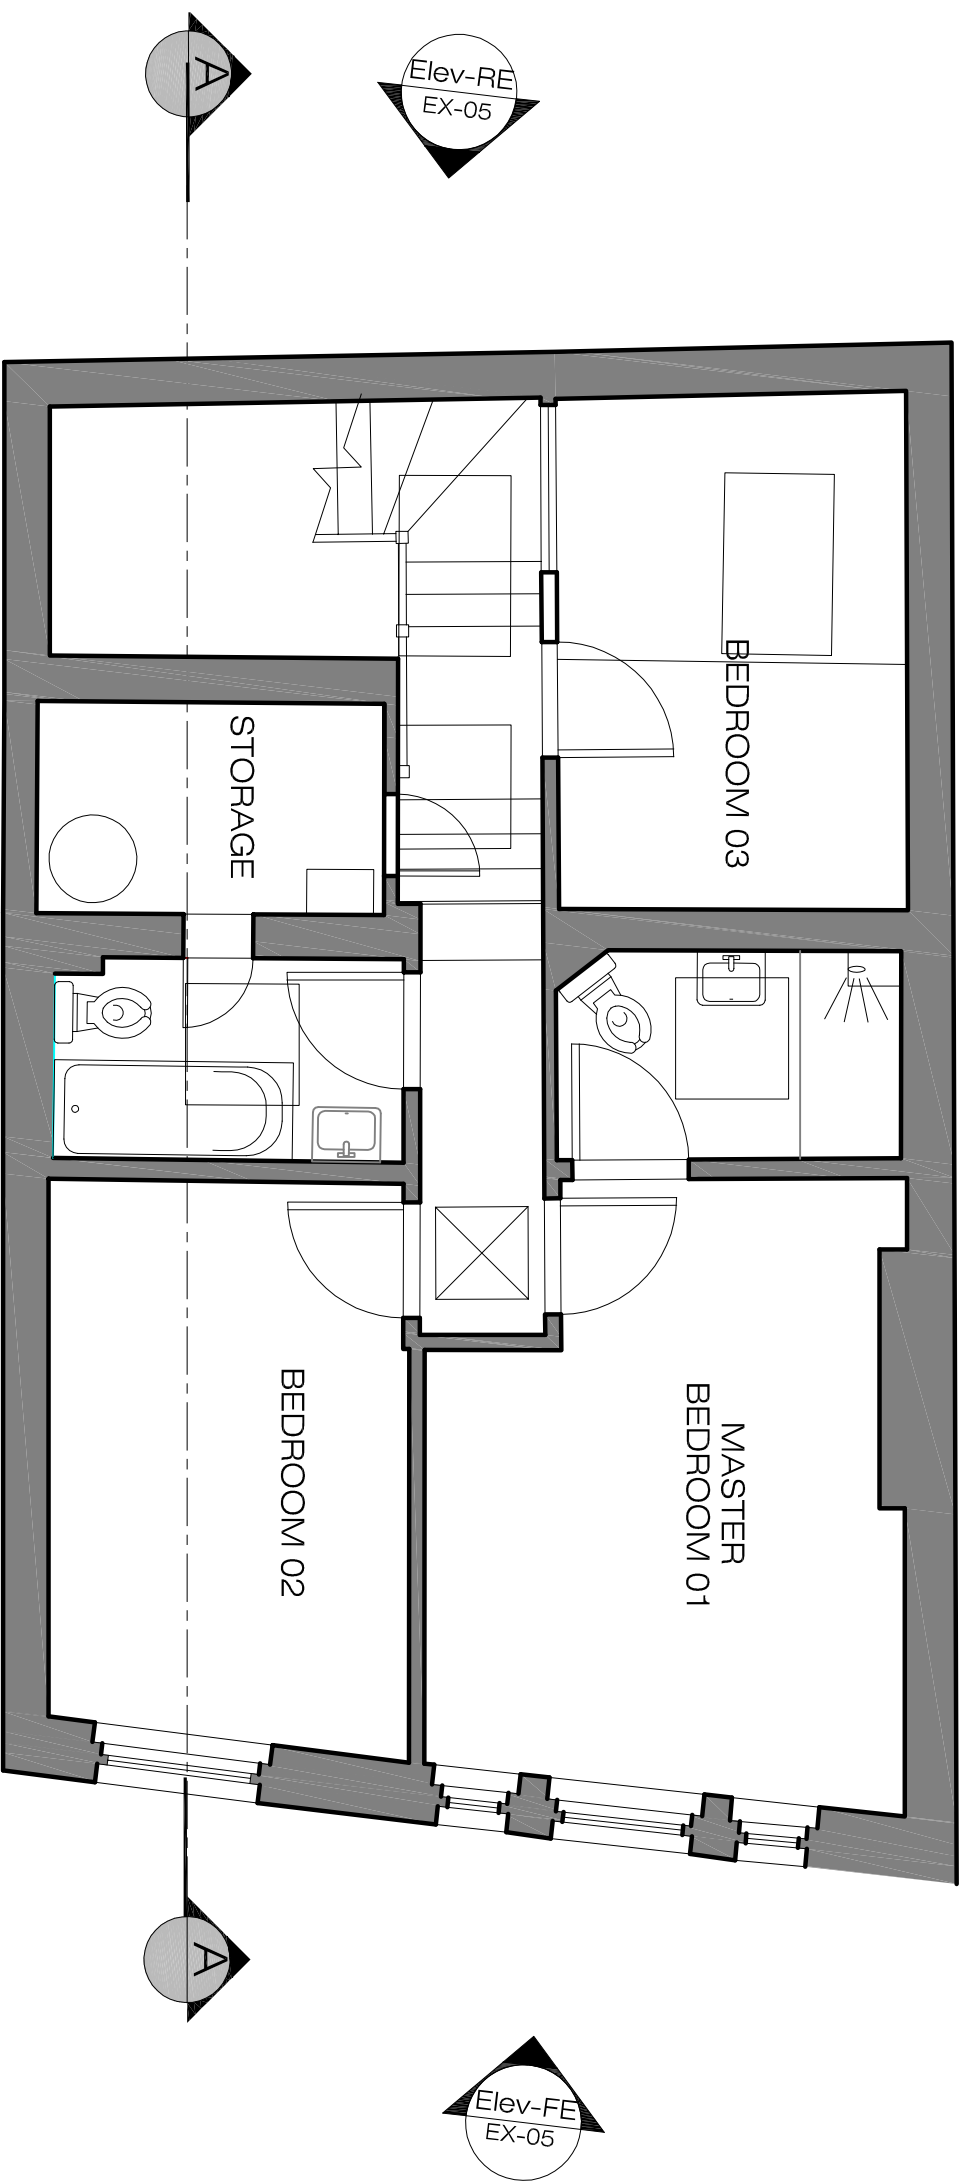 A
Elev-RE
EX-05
BEDROOM 03
STORAGE
MASTER
BEDROOM 01
BEDROOM 02
A
Elev-FE
EX-05